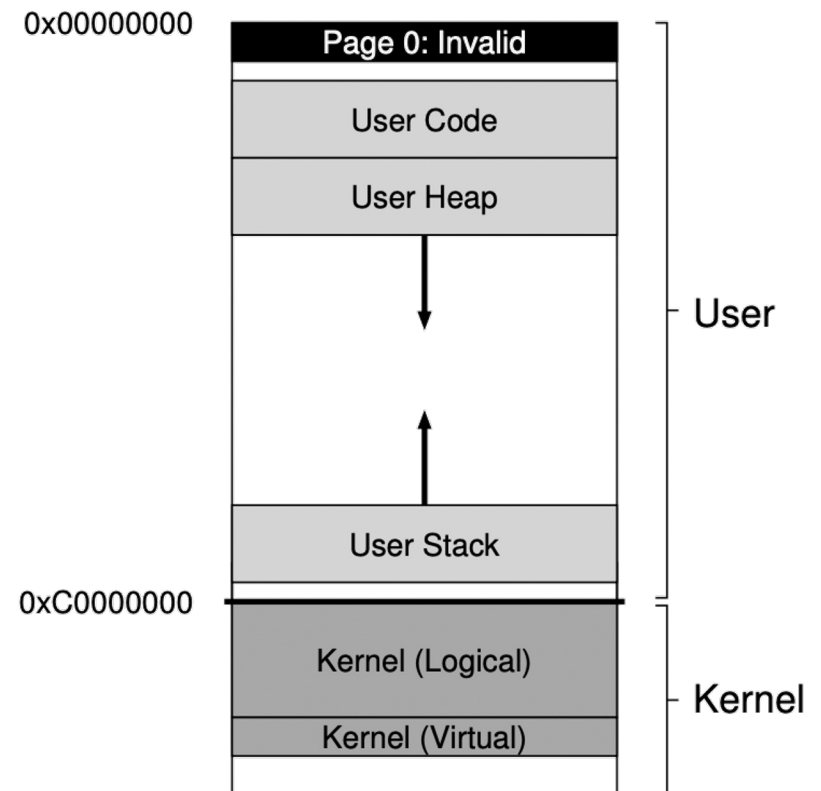 0x00000000
Page 0: Invalid
User Code
User Heap
User
User Stack
0xC0000000
Kernel (Logical)
Kernel
Kernel (Virtual)